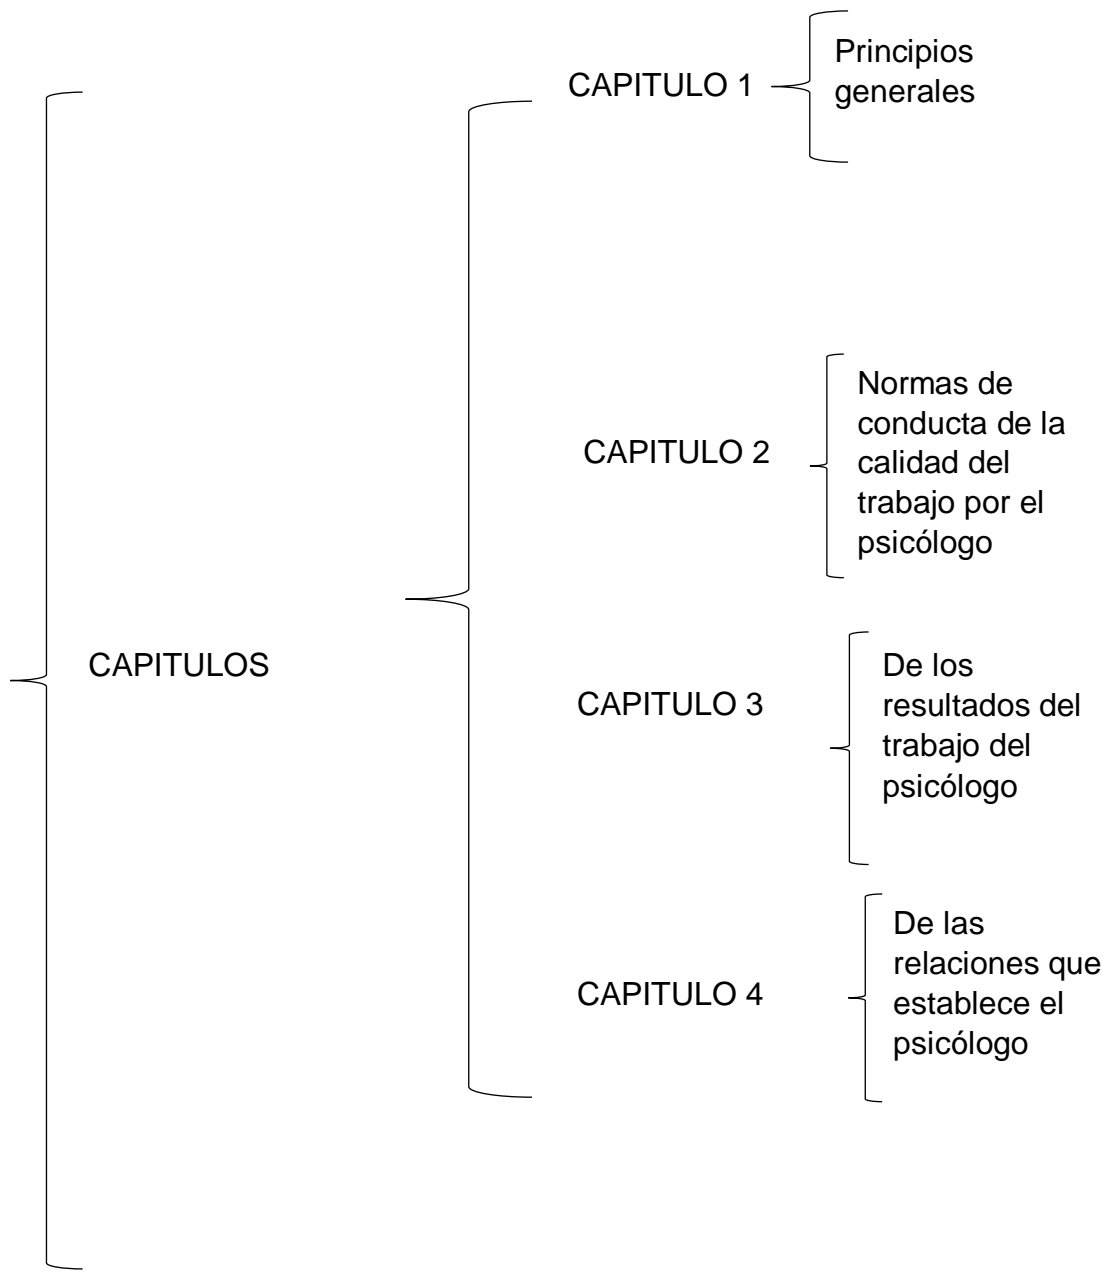 CAPITULOS
CAPITULO 1
Principios
generales
CAPITULO 2
Normas de
conducta de la
calidad del
trabajo por el
psicólogo
CAPITULO 3
De los
resultados del
trabajo del
psicólogo
CAPITULO 4
De las
relaciones que
establece el
psicólogo